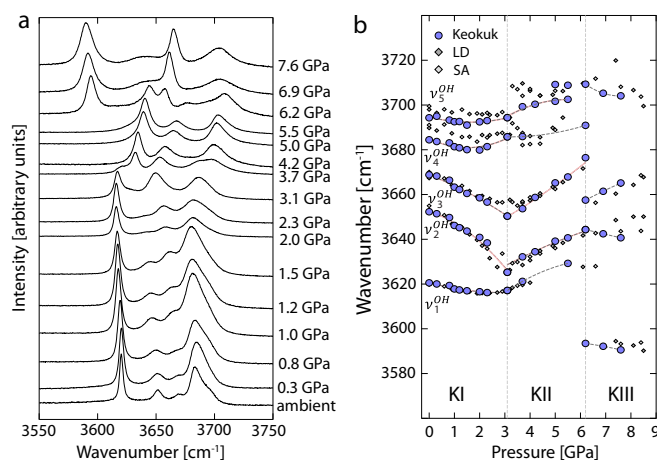 a
Intensity [arbitrary units]
7.6 GPa
6.9 GPa
6.2 GPa
5.5 GPa
5.0 GPa
4.2 GPa
3.7 GPa
3.1 GPa
2.3 GPa
2.0 GPa
1.5 GPa
1.2 GPa
1.0 GPa
0.8 GPa
0.3 GPa
ambient
3550 3600 3650 3700 3750
Wavenumber [cm⁻¹]
b
Keokuk
LD
SA
Wavenumber [cm⁻¹]
3720
3700
3680
3660
3640
3620
3600
3580
ν₅ᴼᴴ
ν₄ᴼᴴ
ν₃ᴼᴴ
ν₂ᴼᴴ
ν₁ᴼᴴ
KI KII KIII
0 1 2 3 4 5 6 7 8 9
Pressure [GPa]